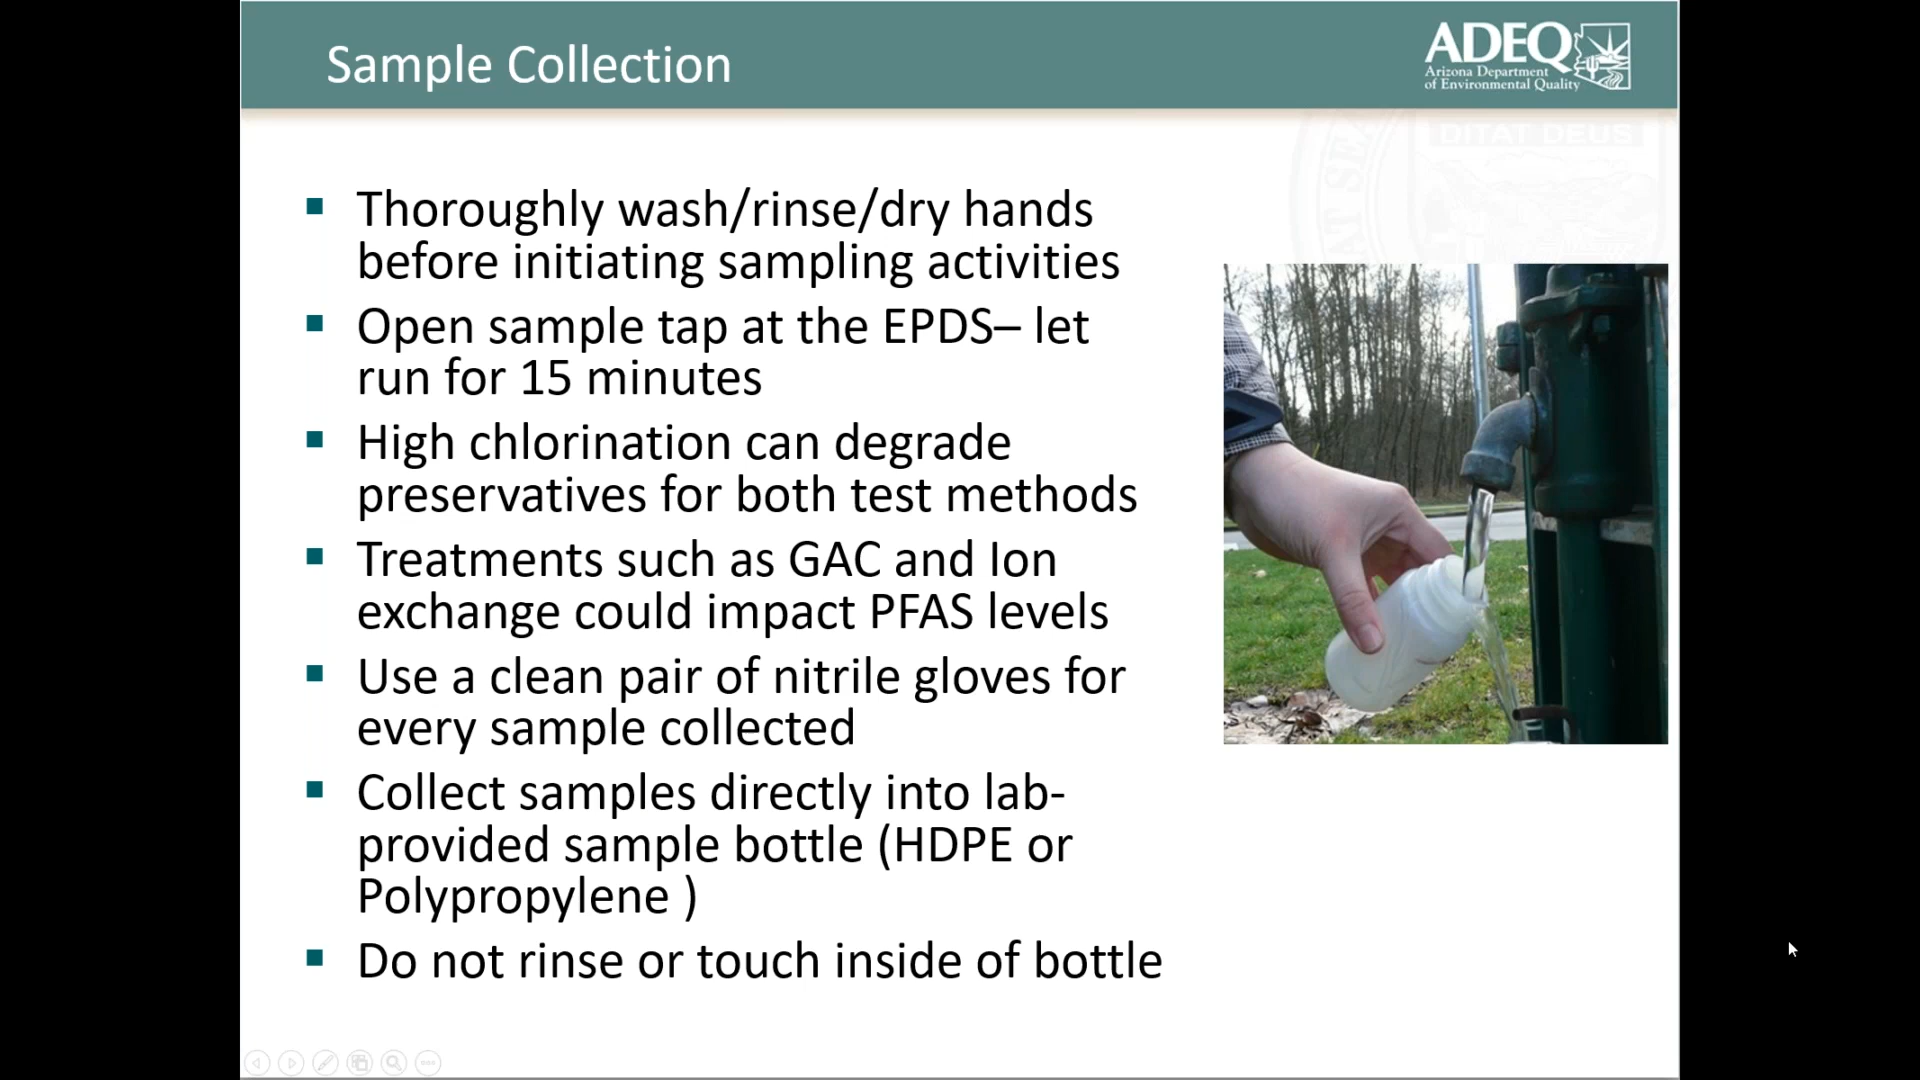 Sample Collection
ADEQ
Arizona Department
of Environmental Quality
DITAT DEUS
Thoroughly wash/rinse/dry hands
before initiating sampling activities
Open sample tap at the EPDS– let
run for 15 minutes
High chlorination can degrade
preservatives for both test methods
Treatments such as GAC and Ion
exchange could impact PFAS levels
Use a clean pair of nitrile gloves for
every sample collected
Collect samples directly into lab-
provided sample bottle (HDPE or
Polypropylene )
Do not rinse or touch inside of bottle